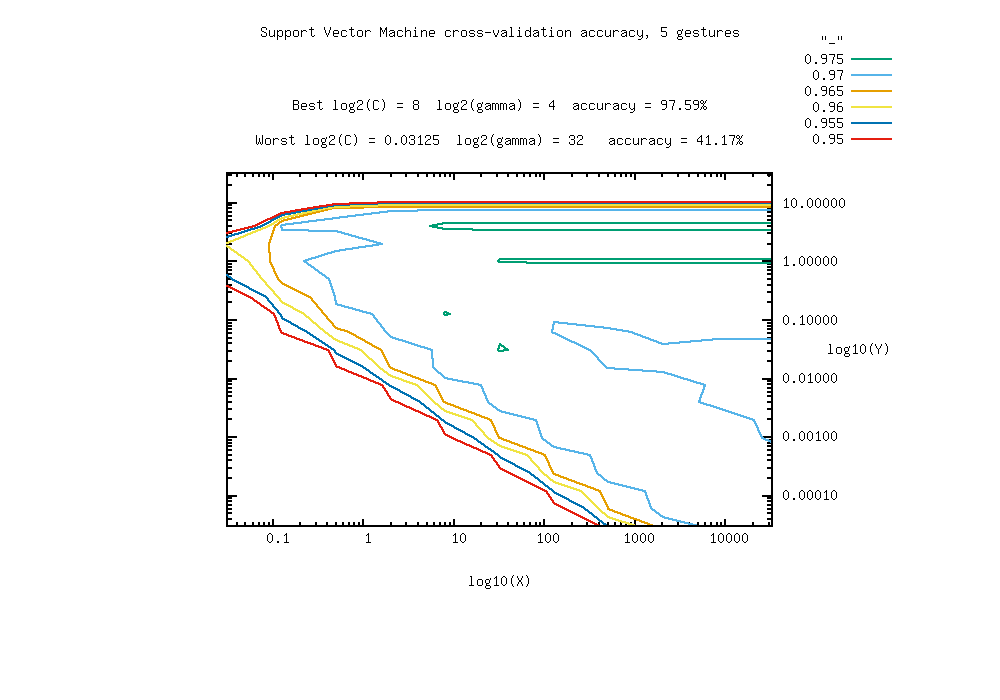 Support Vector Machine cross-validation accuracy, 5 gestures
"_"
0.975
0.97
0.965
0.96
0.955
0.95
Best log2(C) = 8 log2(gamma) = 4 accuracy = 97.59%
Worst log2(C) = 0.03125 log2(gamma) = 32 accuracy = 41.17%
10.00000
1.00000
0.10000
log10(Y)
0.01000
0.00100
0.00010
0.1 1 10 100 1000 10000
log10(X)